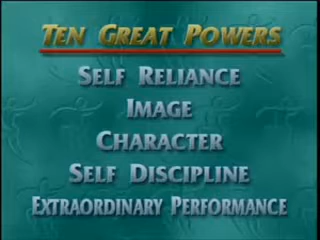 TEN GREAT POWERS
SELF RELIANCE
IMAGE
CHARACTER
SELF DISCIPLINE
EXTRAORDINARY PERFORMANCE